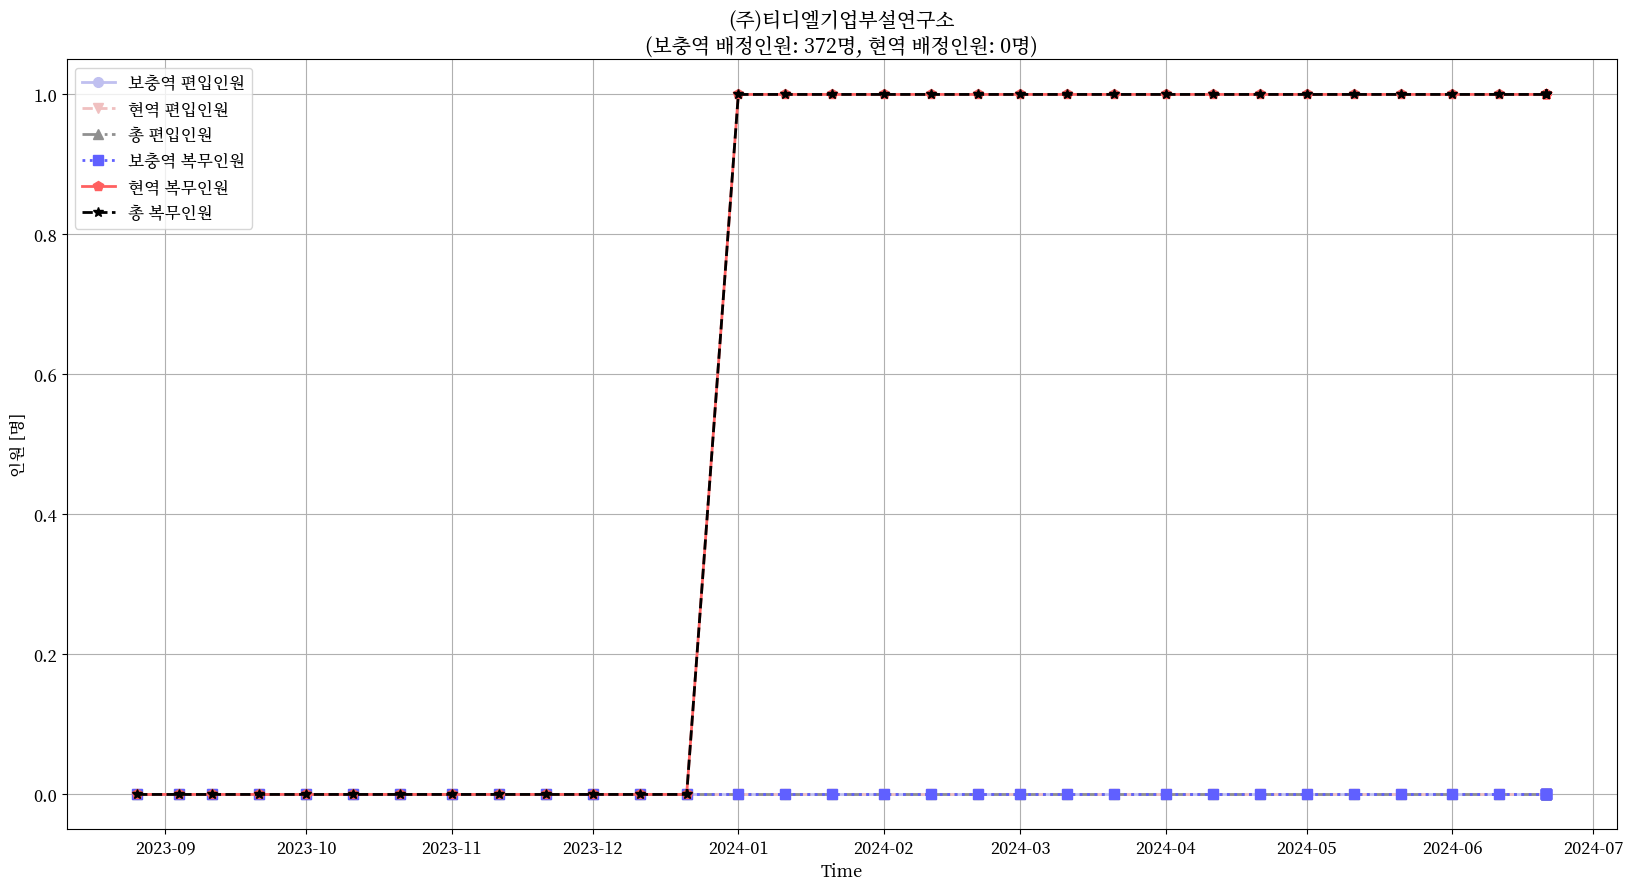 (주)티디엘기업부설연구소
(보충역 배정인원: 372명, 현역 배정인원: 0명)
보충역 편입인원
현역 편입인원
총 편입인원
보충역 복무인원
현역 복무인원
총 복무인원
1.0
0.8
0.6
0.4
0.2
0.0
인원 [명]
2023-09
2023-10
2023-11
2023-12
2024-01
2024-02
2024-03
2024-04
2024-05
2024-06
2024-07
Time